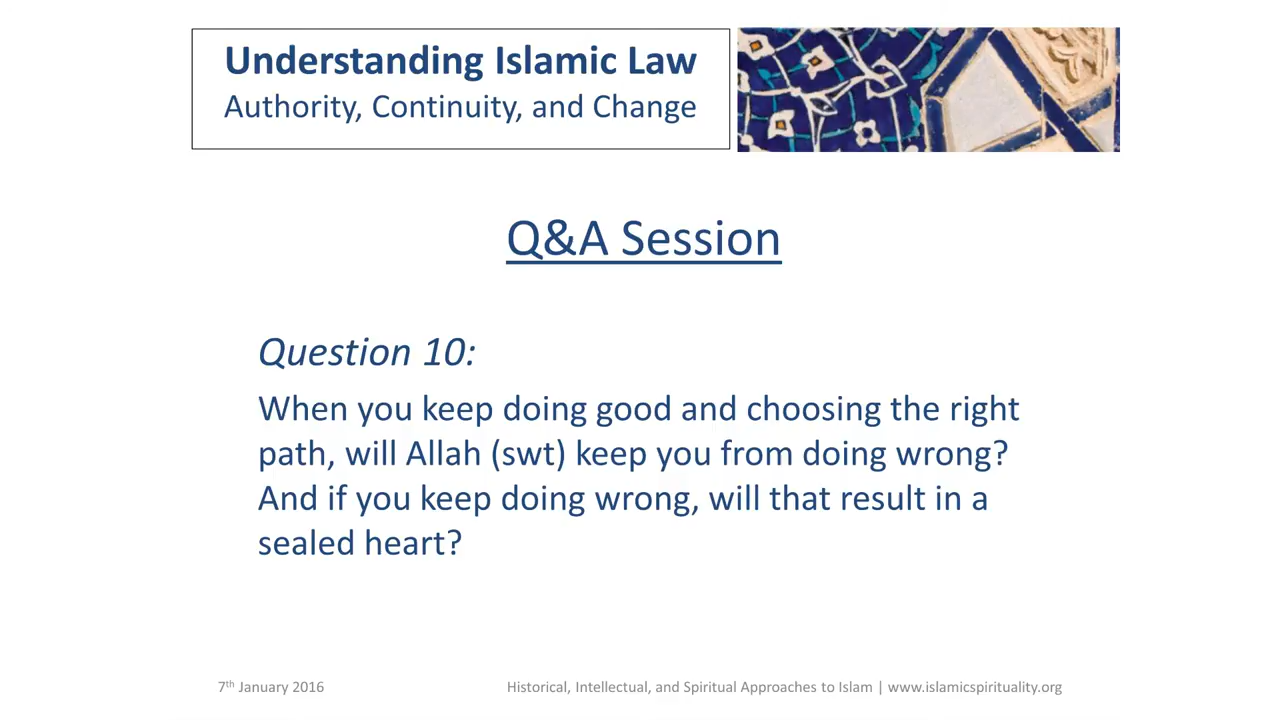 Understanding Islamic Law
Authority, Continuity, and Change
Q&A Session
Question 10:
When you keep doing good and choosing the right
path, will Allah (swt) keep you from doing wrong?
And if you keep doing wrong, will that result in a
sealed heart?
7th January 2016
Historical, Intellectual, and Spiritual Approaches to Islam | www.islamicspirituality.org